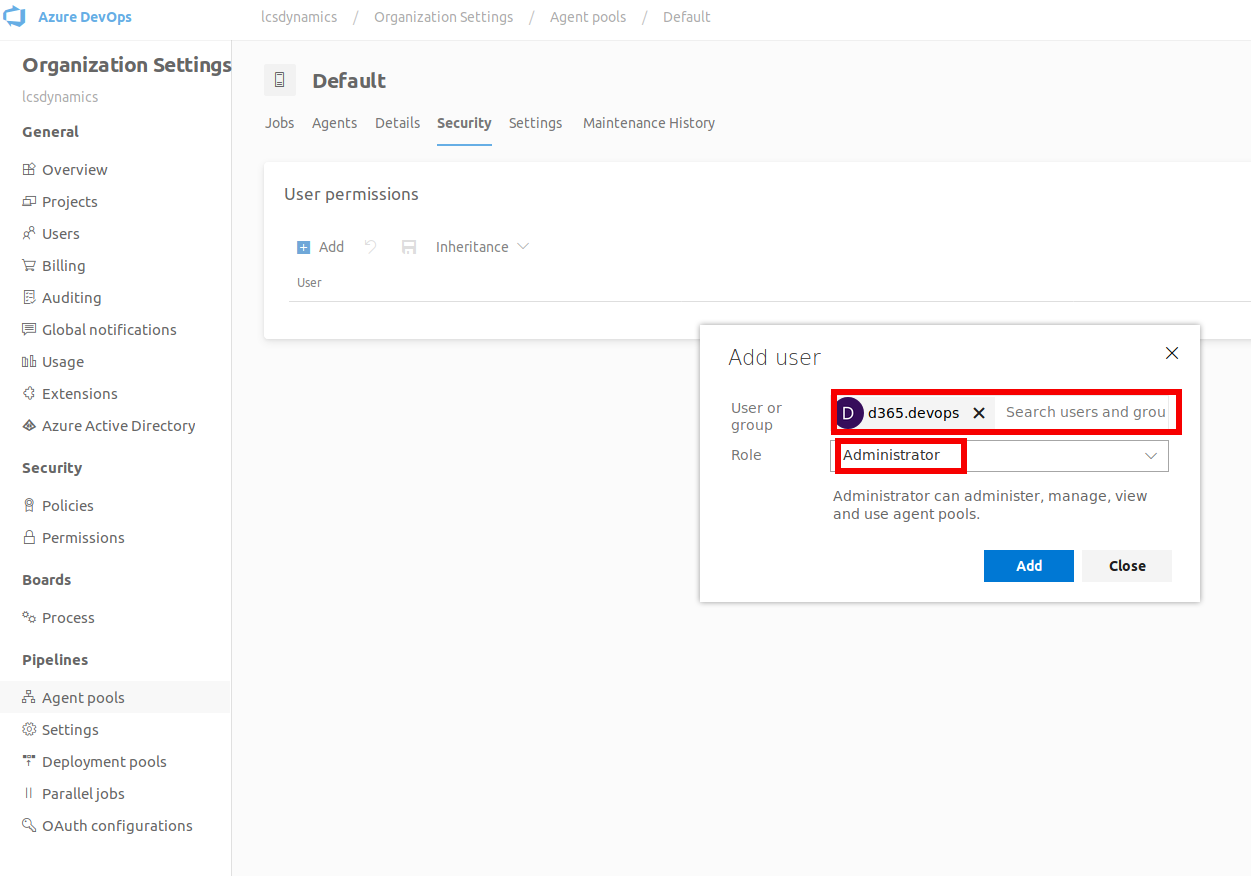 Azure DevOps
lcsdynamics / Organization Settings / Agent pools / Default
Organization Settings
lcsdynamics
General
Overview
Projects
Users
Billing
Auditing
Global notifications
Usage
Extensions
Azure Active Directory
Security
Policies
Permissions
Boards
Process
Pipelines
Agent pools
Settings
Deployment pools
Parallel jobs
OAuth configurations
Default
Jobs Agents Details Security Settings Maintenance History
User permissions
Add Inheritance
User
Add user
User or
group
D d365.devops Search users and grou
Role
Administrator
Administrator can administer, manage, view
and use agent pools.
Add Close